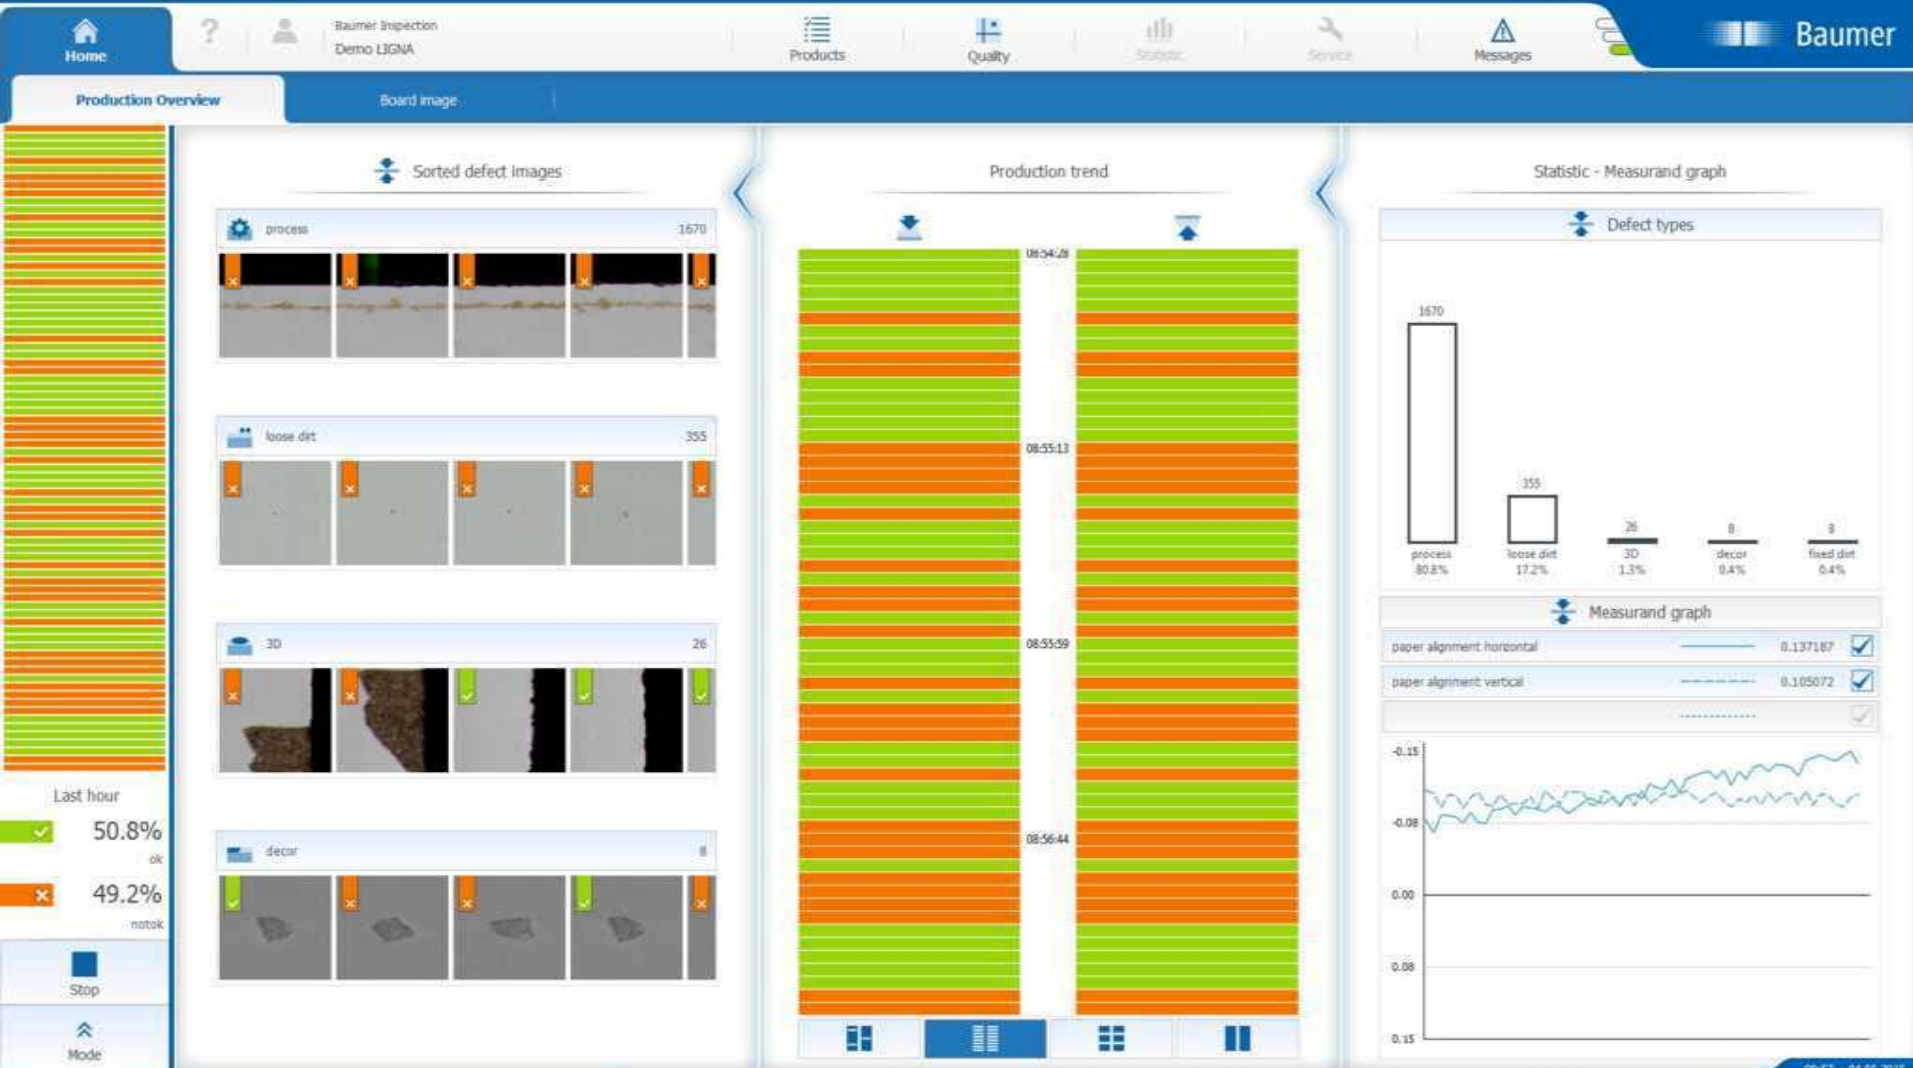 Home
?
Baumer Inspection
Demo LIGNA
Products
Quality
Statistic
Service
Messages
Baumer
Production Overview
Board image
Sorted defect images
process 1670
loose dirt 355
3D 26
decor 8
Last hour
50.8%
ok
49.2%
notok
Stop
Mode
Production trend
08:54:28
08:55:13
08:55:59
08:56:44
Statistic - Measurand graph
Defect types
1670
355
26
8
8
process
80.8%
loose dirt
17.2%
3D
1.3%
decor
0.4%
fixed dirt
0.4%
Measurand graph
paper alignment horizontal 0.137187
paper alignment vertical 0.105072
-0.15
-0.08
0.00
0.08
0.15